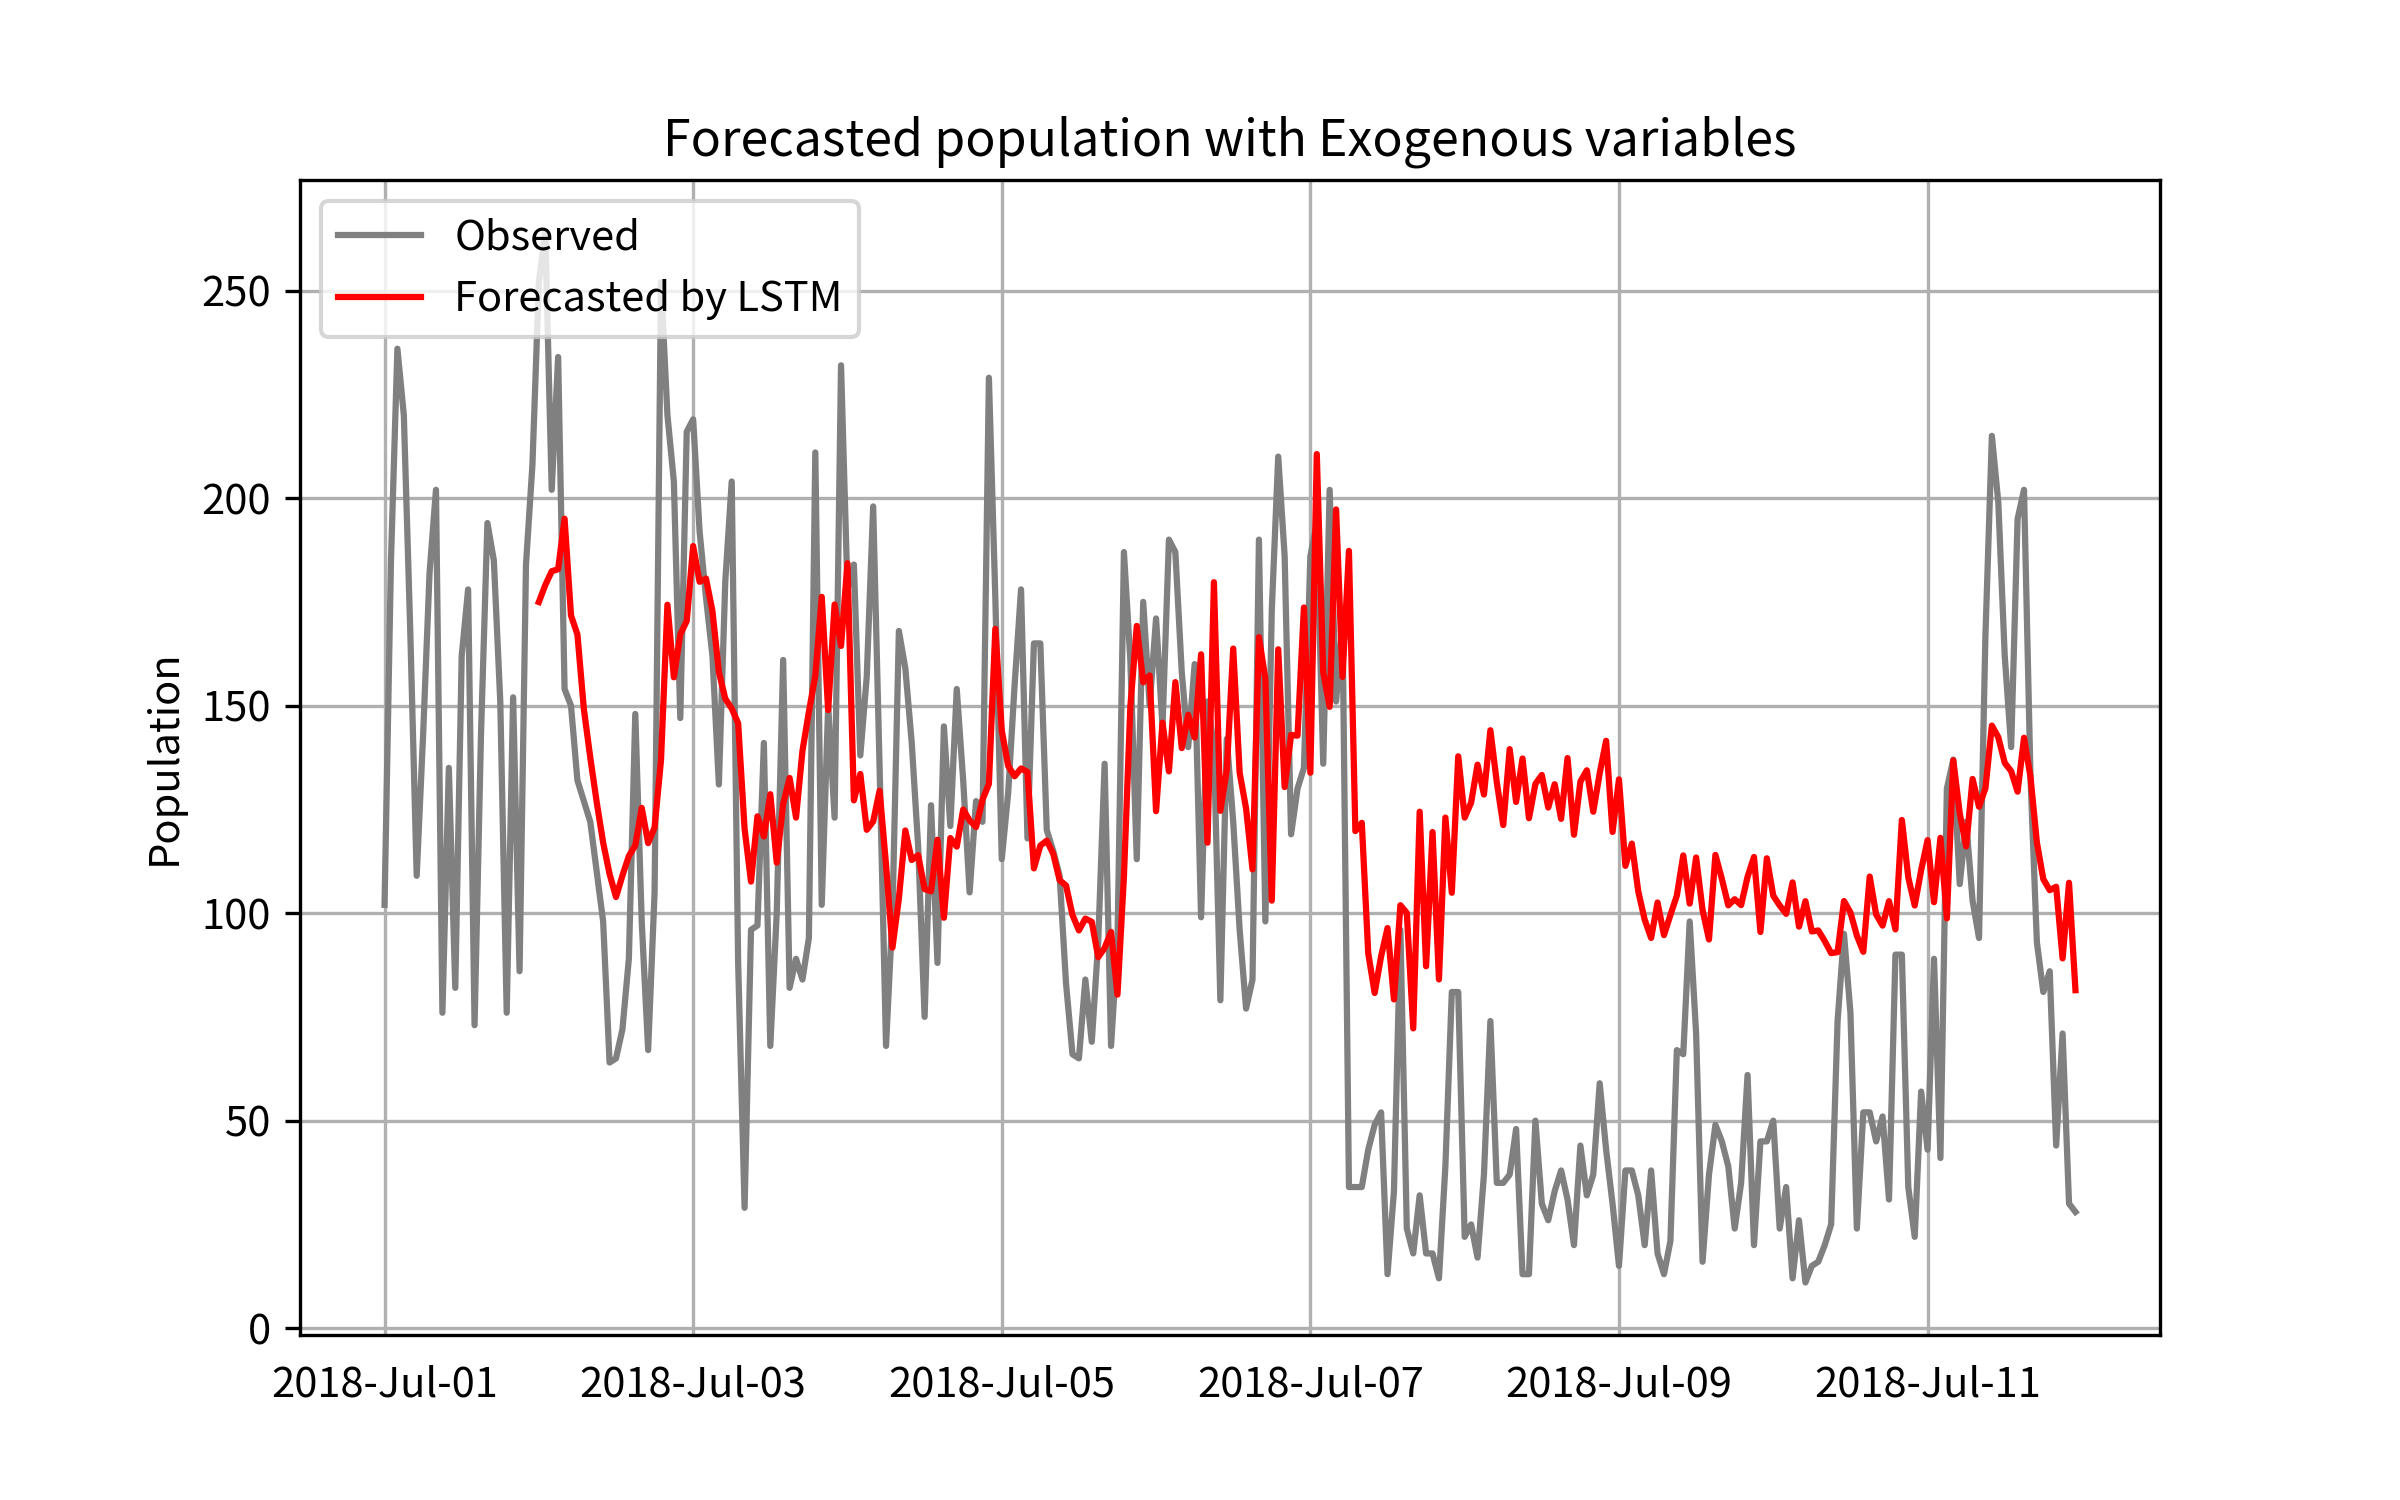 Forecasted population with Exogenous variables
Observed
Forecasted by LSTM
Population
250
200
150
100
50
0
2018-Jul-01 2018-Jul-03 2018-Jul-05 2018-Jul-07 2018-Jul-09 2018-Jul-11